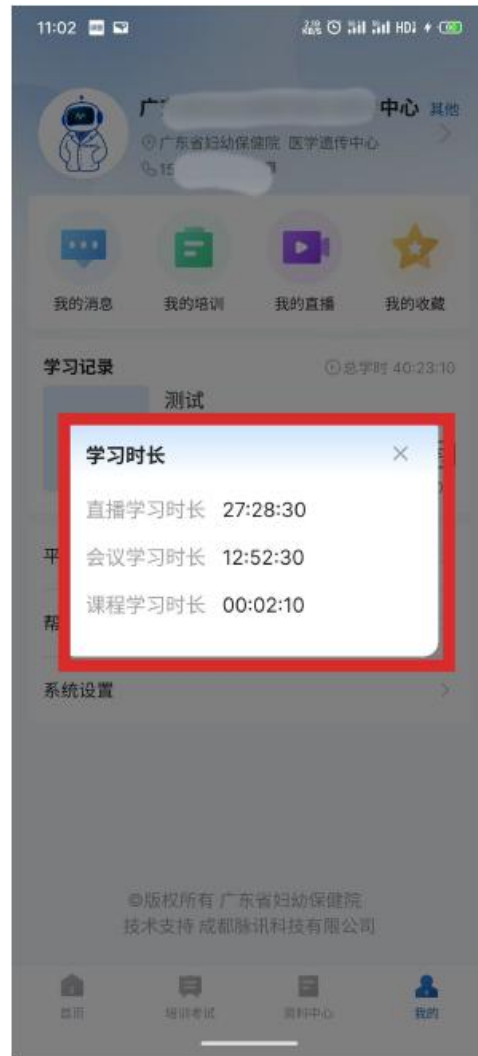 11:02
HD
广
中心 其他
广东省妇幼保健院 医学遗传中心
15
我的消息 我的培训 我的直播 我的收藏
学习记录 总学时 40:23:10
测试
学习时长
直播学习时长 27:28:30
会议学习时长 12:52:30
课程学习时长 00:02:10
平
帮
系统设置
©版权所有 广东省妇幼保健院
技术支持 成都脉讯科技有限公司
首页 培训考试 资料中心 我的